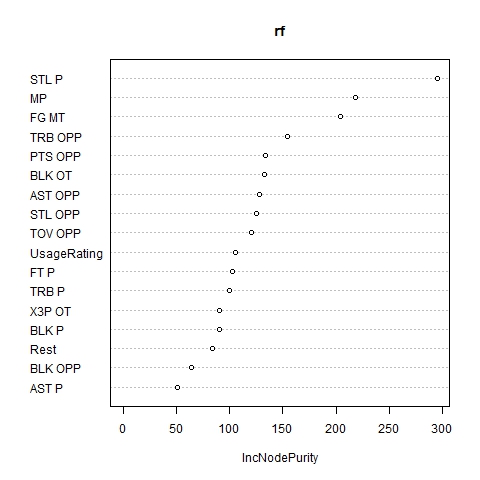 rf
STL P
MP
FG MT
TRB OPP
PTS OPP
BLK OT
AST OPP
STL OPP
TOV OPP
UsageRating
FT P
TRB P
X3P OT
BLK P
Rest
BLK OPP
AST P
0 50 100 150 200 250 300
IncNodePurity